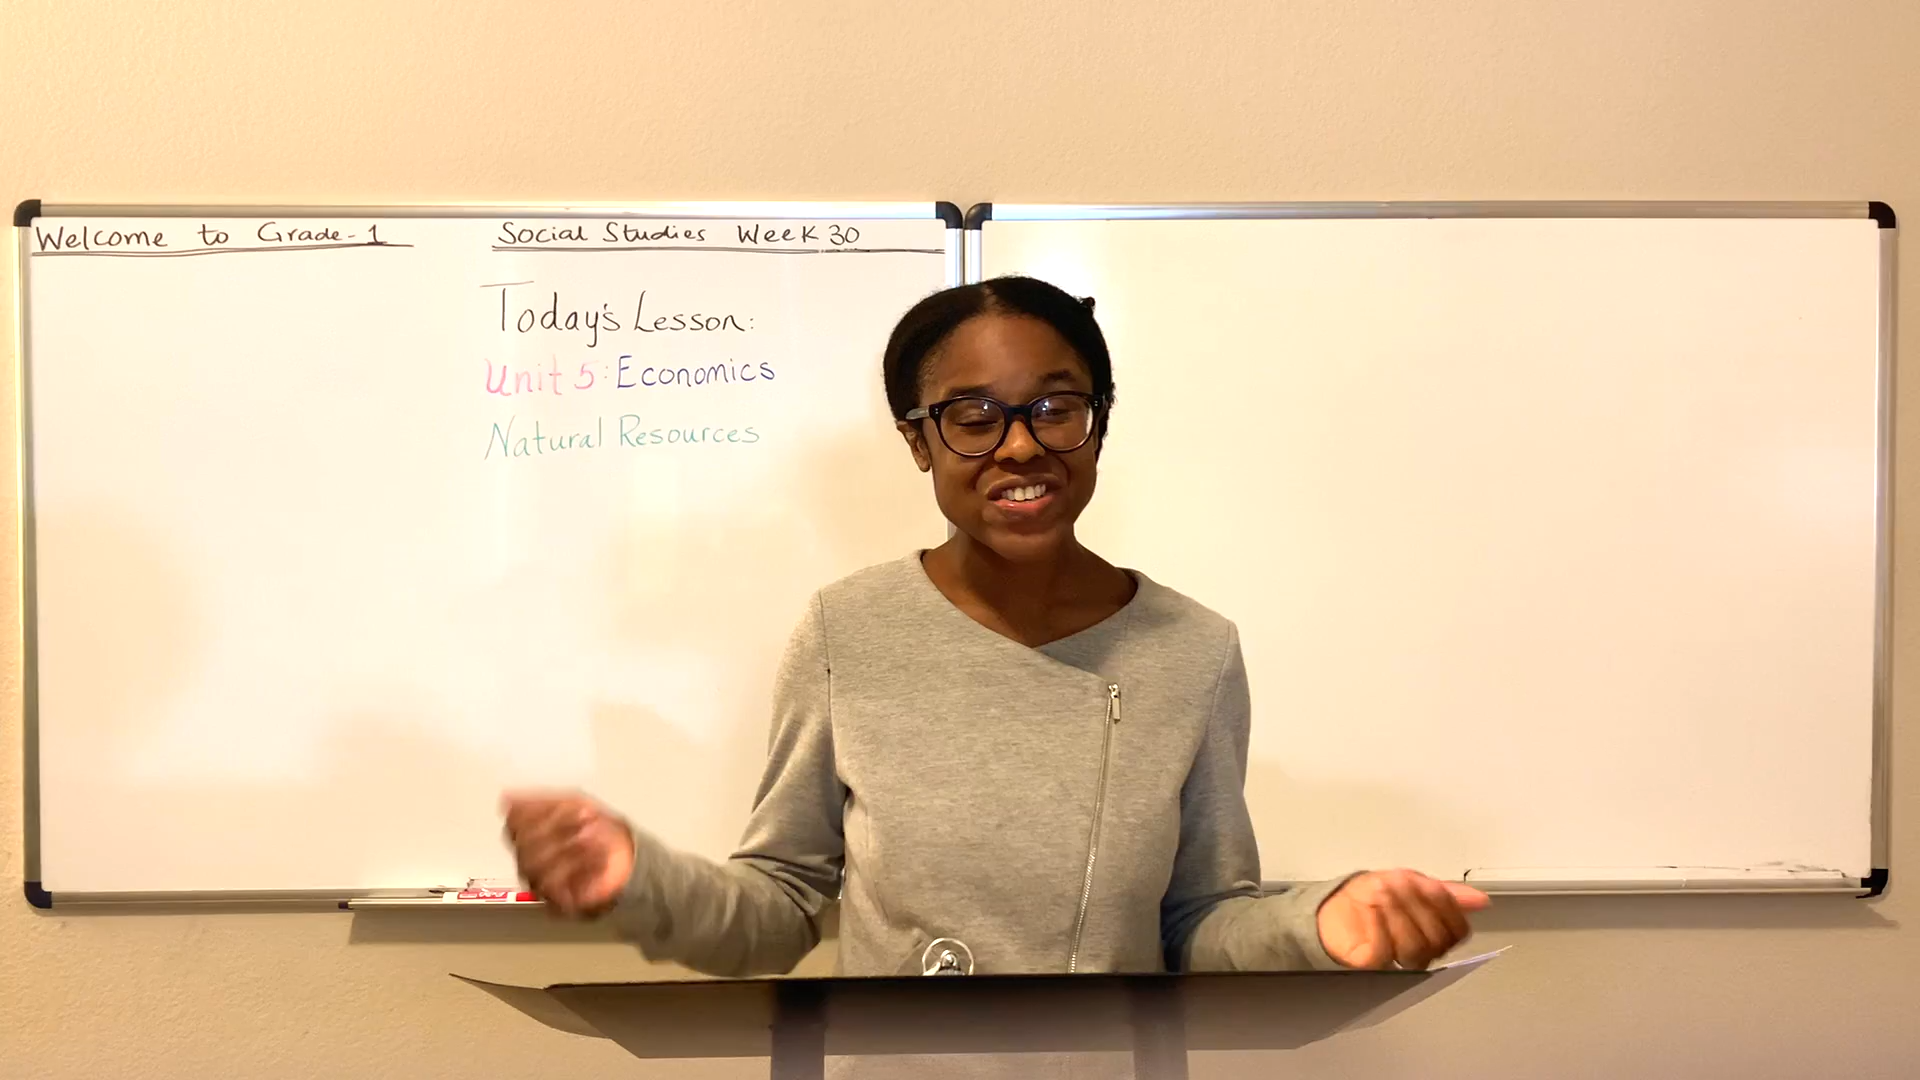 Welcome to Grade-1
Social Studies Week 30
Today's Lesson:
Unit 5: Economics
Natural Resources